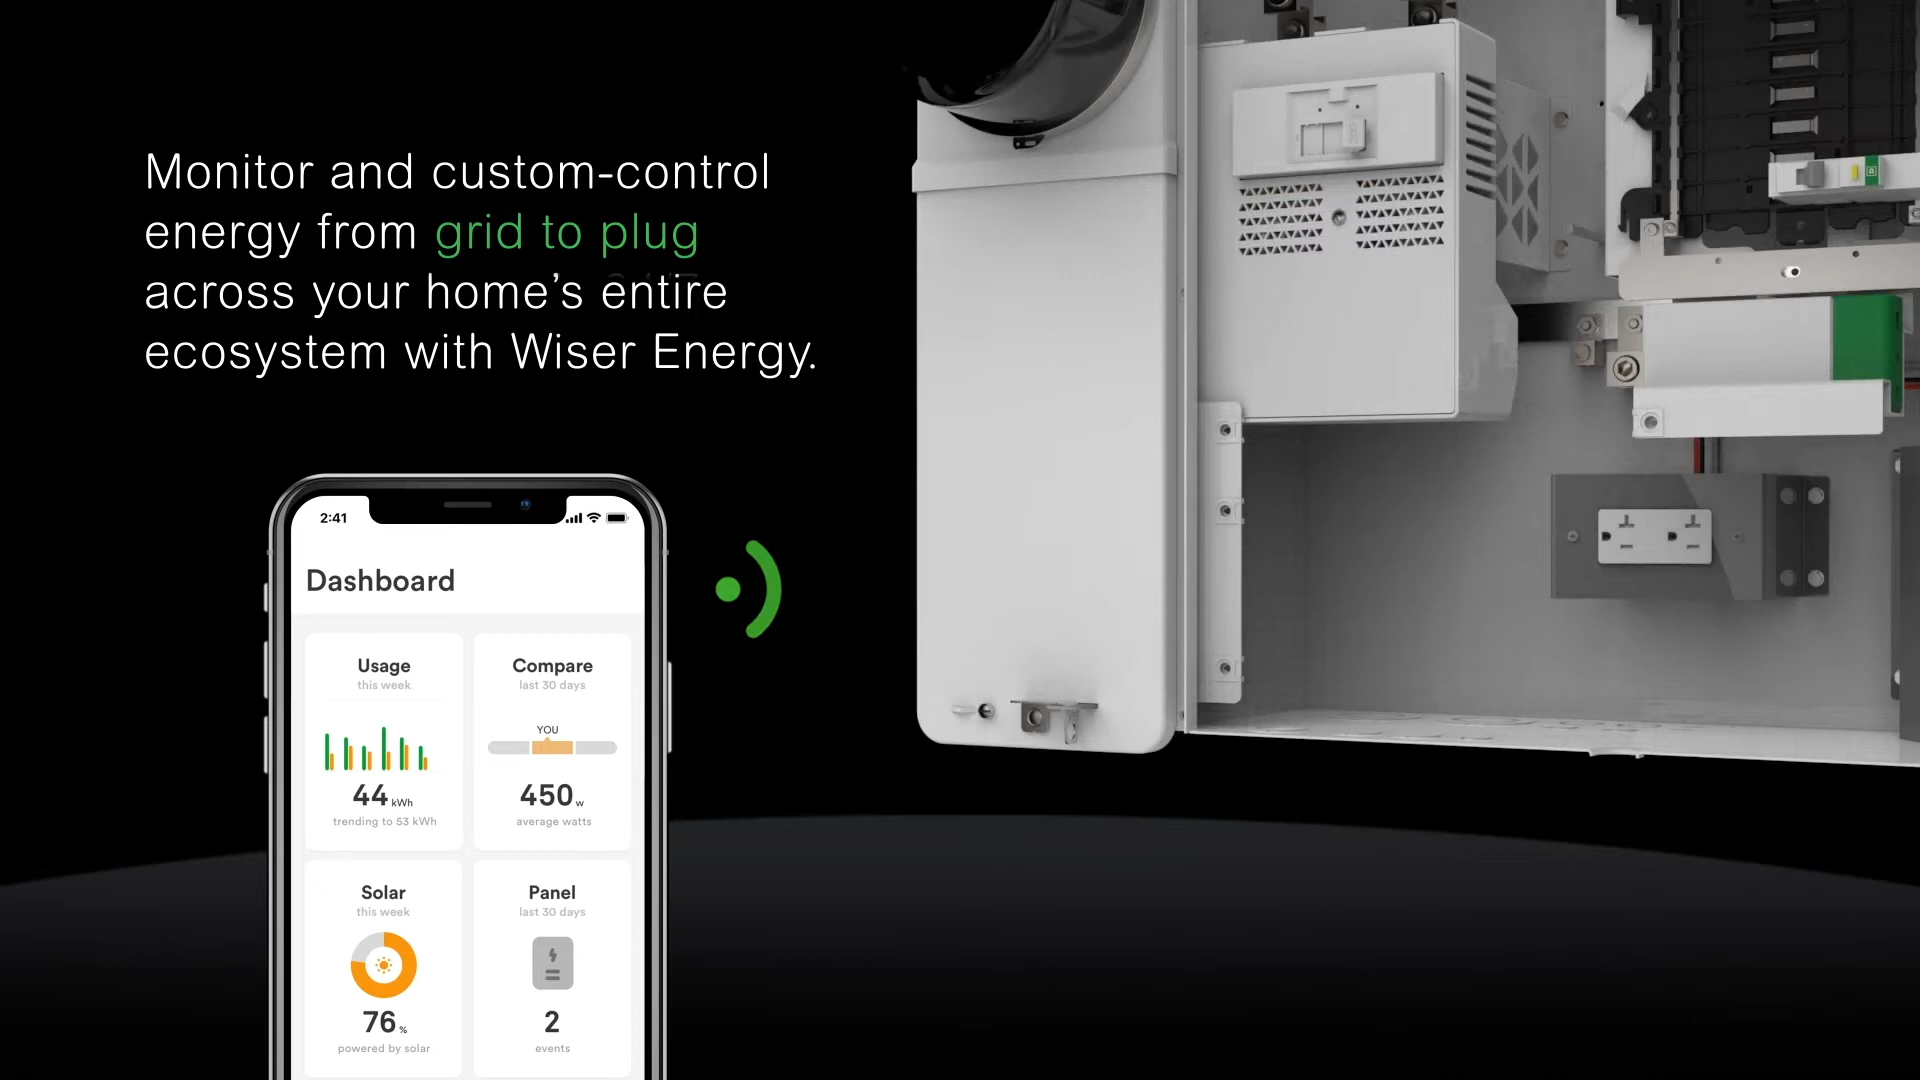 Monitor and custom-control
energy from grid to plug
across your home's entire
ecosystem with Wiser Energy.
2:41
Dashboard
Usage
this week
44 kWh
trending to 53 kWh
Compare
last 30 days
YOU
450 w
average watts
Solar
this week
76 %
powered by solar
Panel
last 30 days
2
events